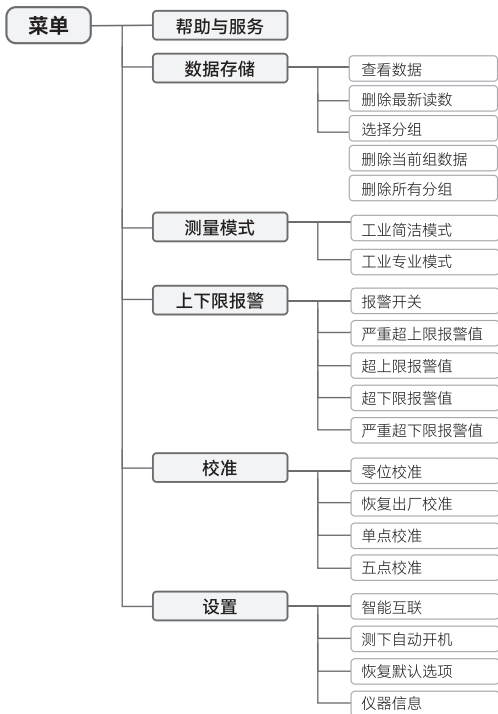 菜单
帮助与服务
数据存储
查看数据
删除最新读数
选择分组
删除当前组数据
删除所有分组
测量模式
工业简洁模式
工业专业模式
上下限报警
报警开关
严重超上限报警值
超上限报警值
超下限报警值
严重超下限报警值
校准
零位校准
恢复出厂校准
单点校准
五点校准
设置
智能互联
测下自动开机
恢复默认选项
仪器信息